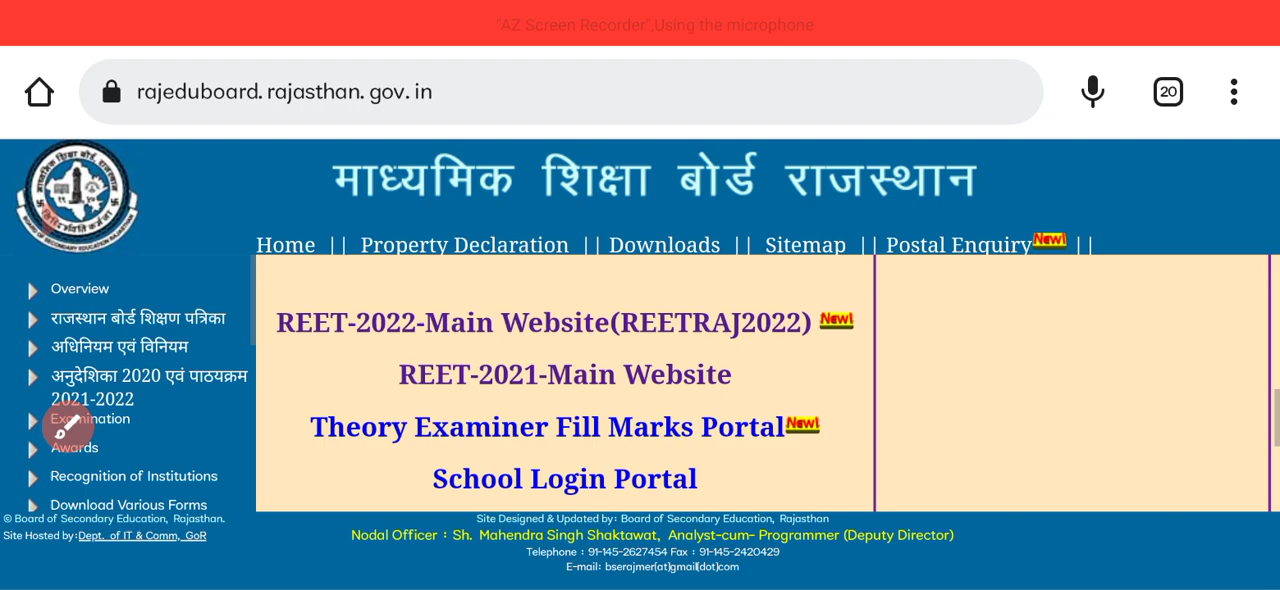 "AZ Screen Recorder",Using the microphone
rajeduboard.rajasthan.gov.in
20
माध्यमिक शिक्षा बोर्ड राजस्थान
Home || Property Declaration || Downloads || Sitemap || Postal Enquiry New! ||
Overview
राजस्थान बोर्ड शिक्षण पत्रिका
अधिनियम एवं विनियम
अनुदेशिका 2020 एवं पाठयक्रम
2021-2022
Examination
Awards
Recognition of Institutions
Download Various Forms
REET-2022-Main Website(REETRAJ2022) New!
REET-2021-Main Website
Theory Examiner Fill Marks Portal New!
School Login Portal
© Board of Secondary Education, Rajasthan.
Site Hosted by:Dept. of IT & Comm, GoR
Site Designed & Updated by: Board of Secondary Education, Rajasthan
Nodal Officer : Sh. Mahendra Singh Shaktawat, Analyst-cum- Programmer (Deputy Director)
Telephone : 91-145-2627454 Fax : 91-145-2420429
E-mail: bserajmer[at]gmail[dot]com